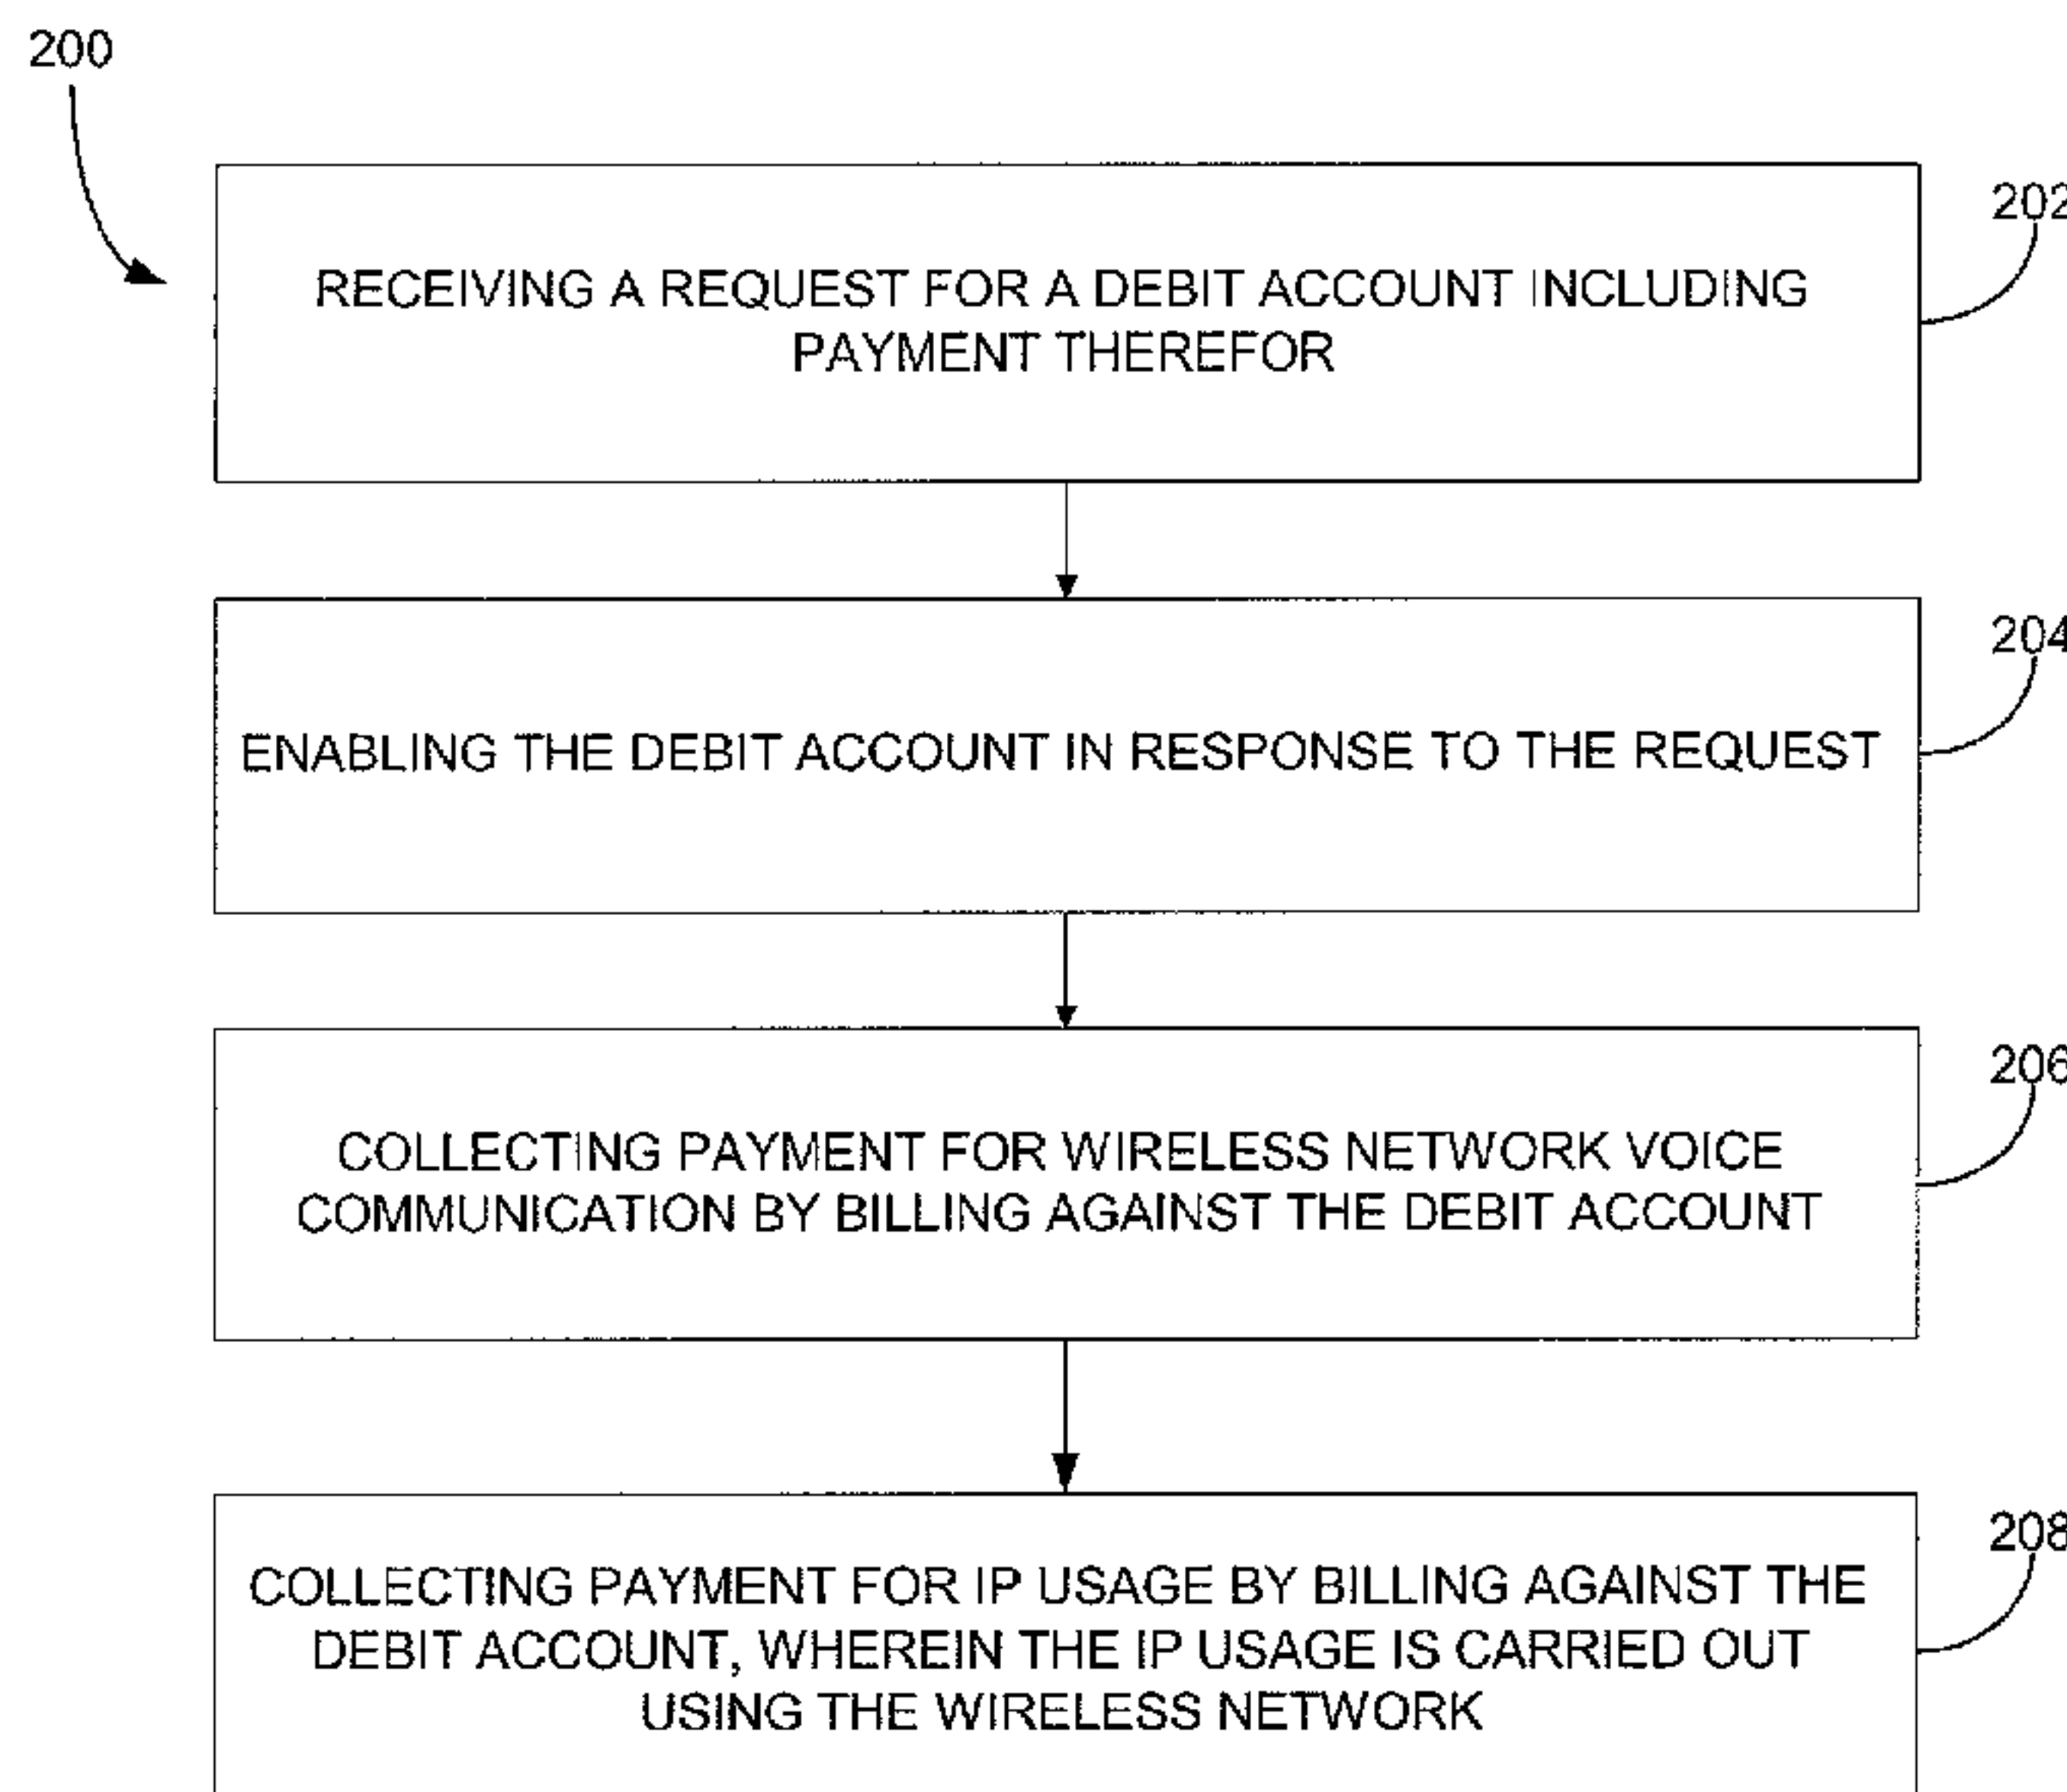 200
202
RECEIVING A REQUEST FOR A DEBIT ACCOUNT INCLUDING
PAYMENT THEREFOR
204
ENABLING THE DEBIT ACCOUNT IN RESPONSE TO THE REQUEST
206
COLLECTING PAYMENT FOR WIRELESS NETWORK VOICE
COMMUNICATION BY BILLING AGAINST THE DEBIT ACCOUNT
208
COLLECTING PAYMENT FOR IP USAGE BY BILLING AGAINST THE
DEBIT ACCOUNT, WHEREIN THE IP USAGE IS CARRIED OUT
USING THE WIRELESS NETWORK